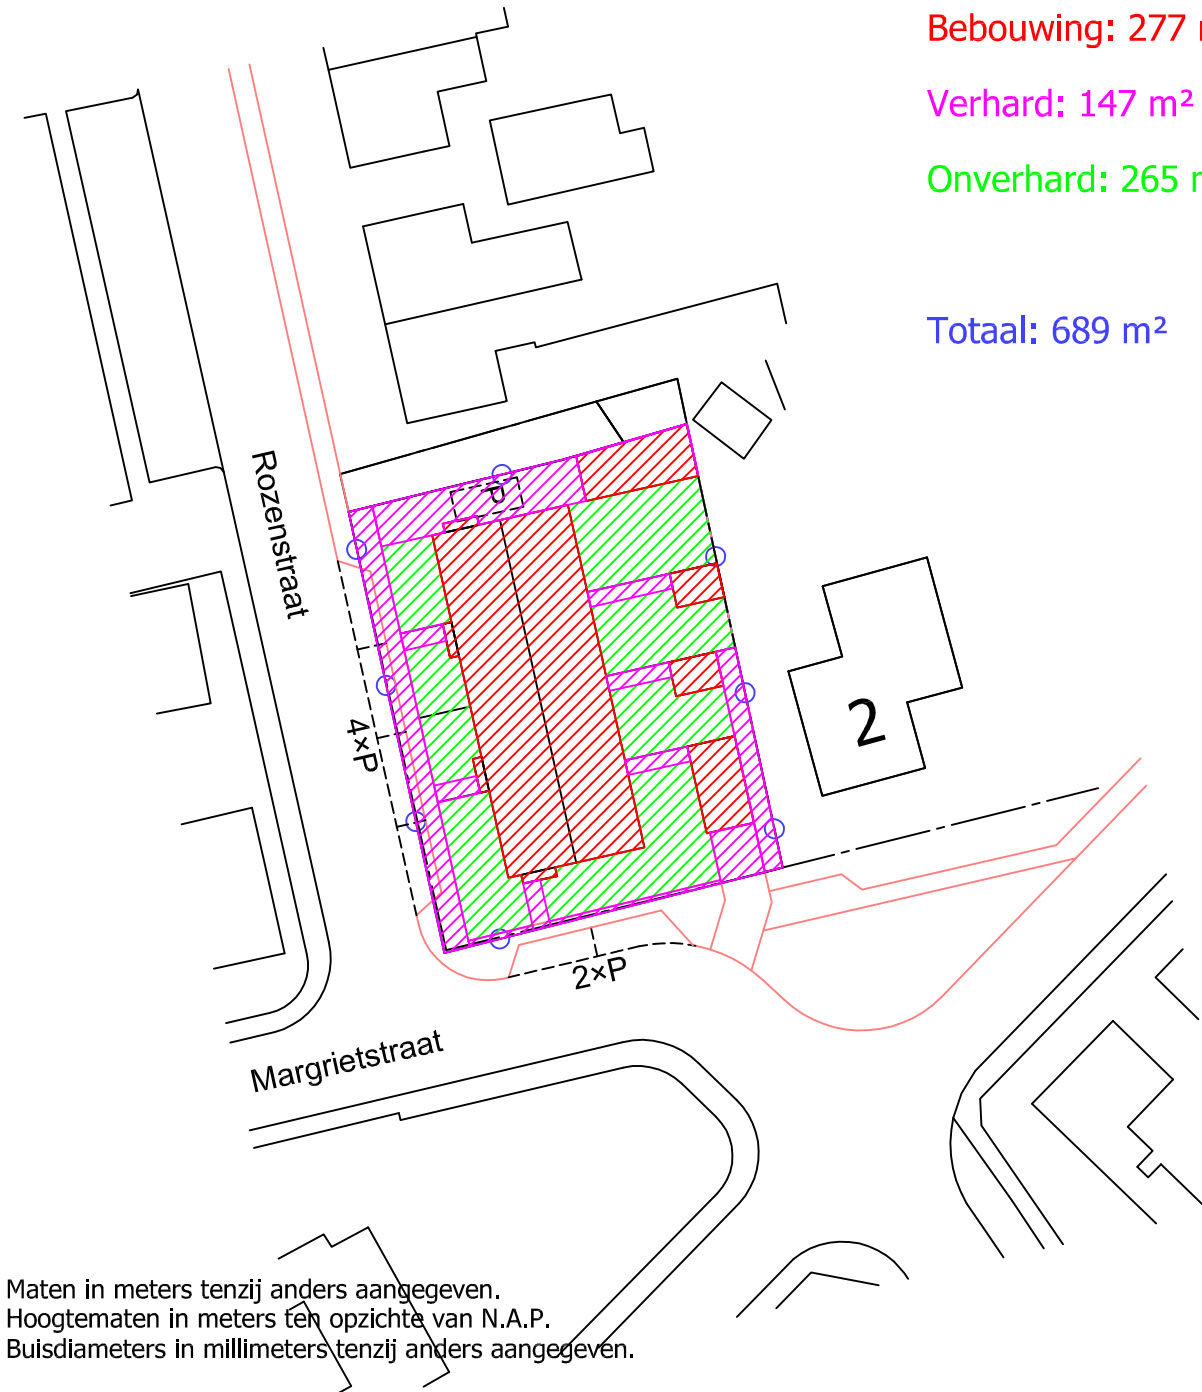 Bebouwing: 277 m
Verhard: 147 m²
Onverhard: 265 m
Totaal: 689 m²
P
Rozenstraat
4×P
2
2×P
Margrietstraat
Maten in meters tenzij anders aangegeven.
Hoogtematen in meters ten opzichte van N.A.P.
Buisdiameters in millimeters tenzij anders aangegeven.